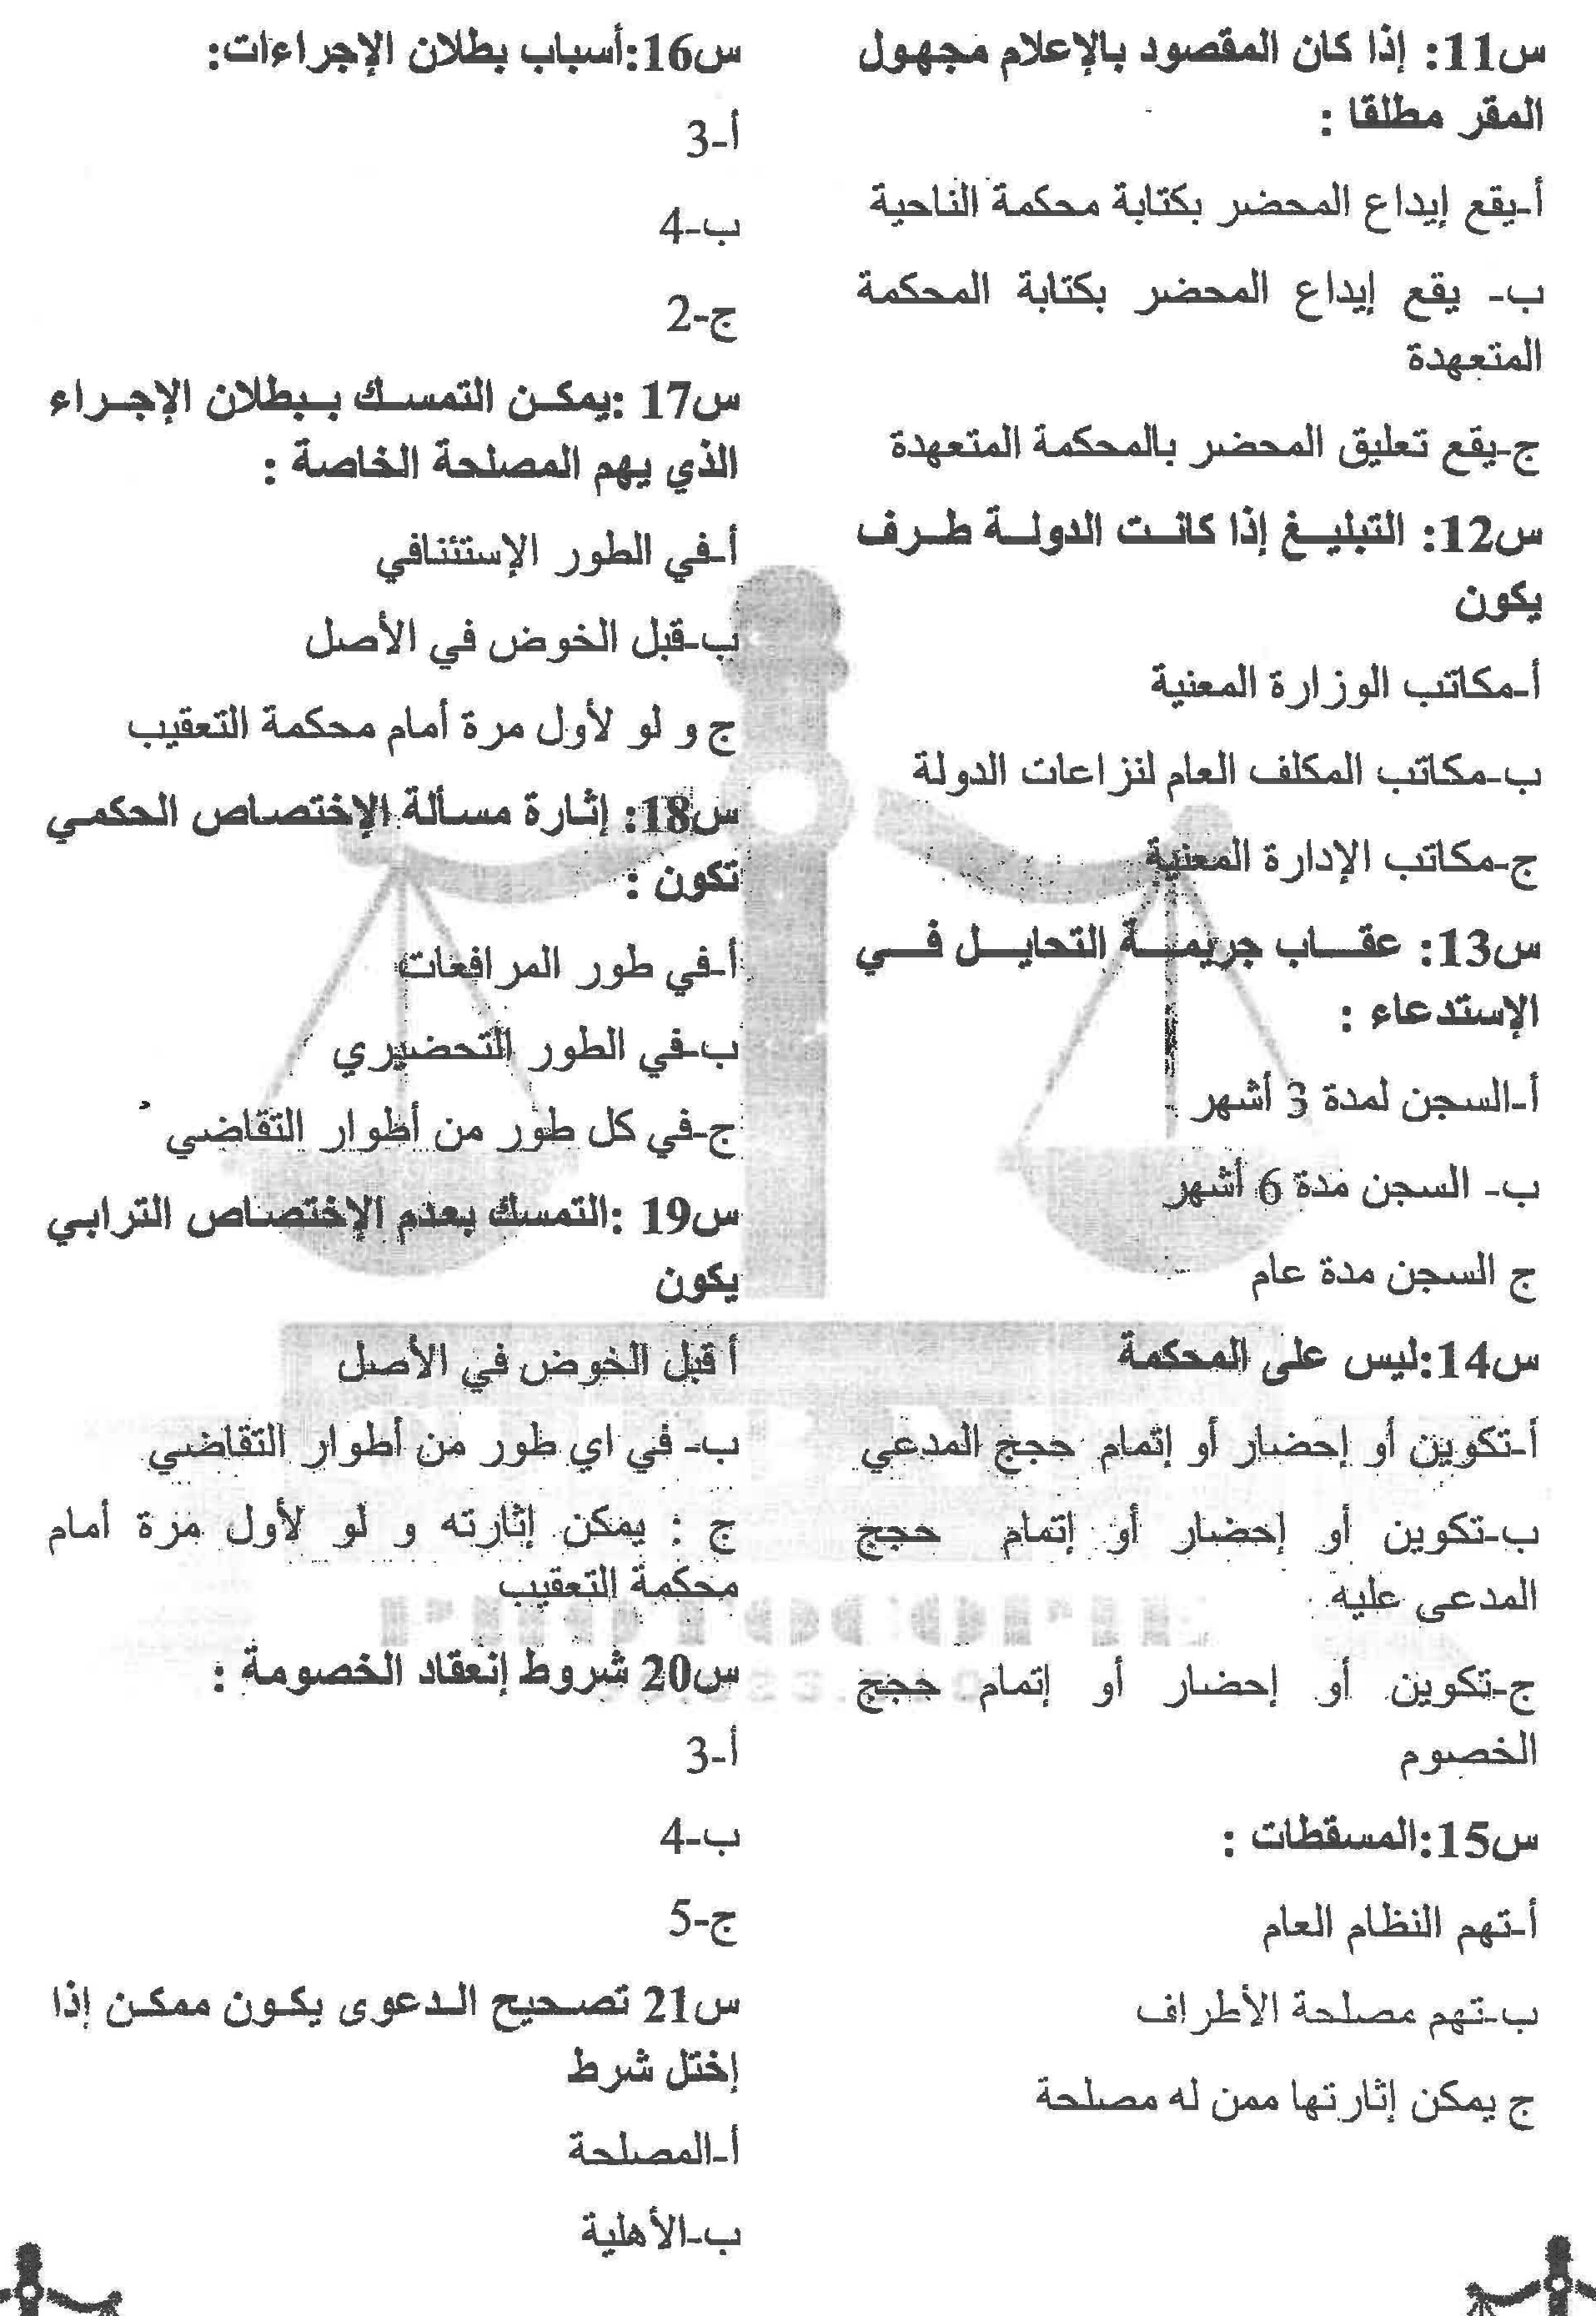 س11: إذا كان المقصود بالإعلام مجهول
المقر مطلقا :
أ-يقع إيداع المحضر بكتابة محكمة الناحية
ب- يقع إيداع المحضر بكتابة المحكمة
المتعهدة
ج-يقع تعليق المحضر بالمحكمة المتعهدة
س12: التبليغ إذا كانت الدولة طرف
يكون
أ-مكاتب الوزارة المعنية
ب-مكاتب المكلف العام لنزاعات الدولة
ج-مكاتب الإدارة المعنية
س13: عقاب جريمة التحايل في
الإستدعاء :
أ-السجن لمدة 3 أشهر
ب- السجن مدة 6 أشهر
ج السجن مدة عام
س14:ليس على المحكمة
أ-تكوين أو إحضار أو إتمام حجج المدعي
ب-تكوين أو إحضار أو إتمام حجج
المدعى عليه
ج-تكوين أو إحضار أو إتمام حجج
الخصوم
س15:المسقطات :
أ-تهم النظام العام
ب-تهم مصلحة الأطراف
ج يمكن إثارتها ممن له مصلحة
س16:أسباب بطلان الإجراءات:
أ-3
ب-4
ج-2
س17 :يمكن التمسك ببطلان الإجراء
الذي يهم المصلحة الخاصة :
أ-في الطور الإستئنافي
ب-قبل الخوض في الأصل
ج و لو لأول مرة أمام محكمة التعقيب
س18: إثارة مسألة الإختصاص الحكمي
تكون :
أ-في طور المرافعات
ب-في الطور التحضيري
ج-في كل طور من أطوار التقاضي
س19 :التمسك بعدم الإختصاص الترابي
يكون
أ قبل الخوض في الأصل
ب- في اي طور من أطوار التقاضي
ج : يمكن إثارته و لو لأول مرة أمام
محكمة التعقيب
س20 شروط إنعقاد الخصومة :
أ-3
ب-4
ج-5
س21 تصحيح الدعوى يكون ممكن إذا
إختل شرط
أ-المصلحة
ب-الأهلية